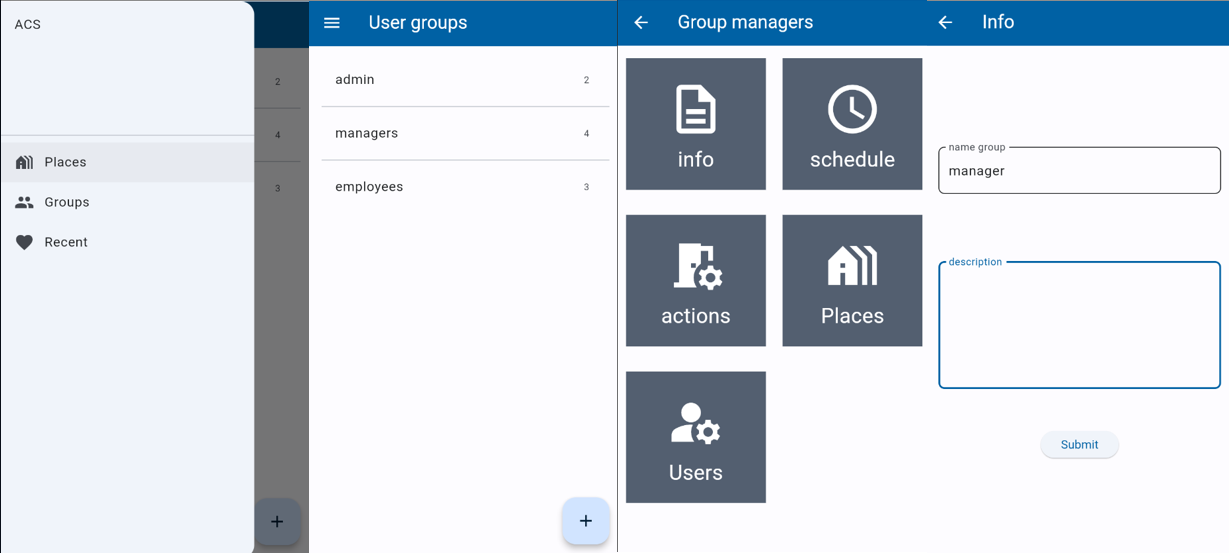 ACS
Places
Groups
Recent
2
4
3
+
User groups
admin 2
managers 4
employees 3
+
Group managers
info
schedule
actions
Places
Users
Info
name group
manager
description
Submit